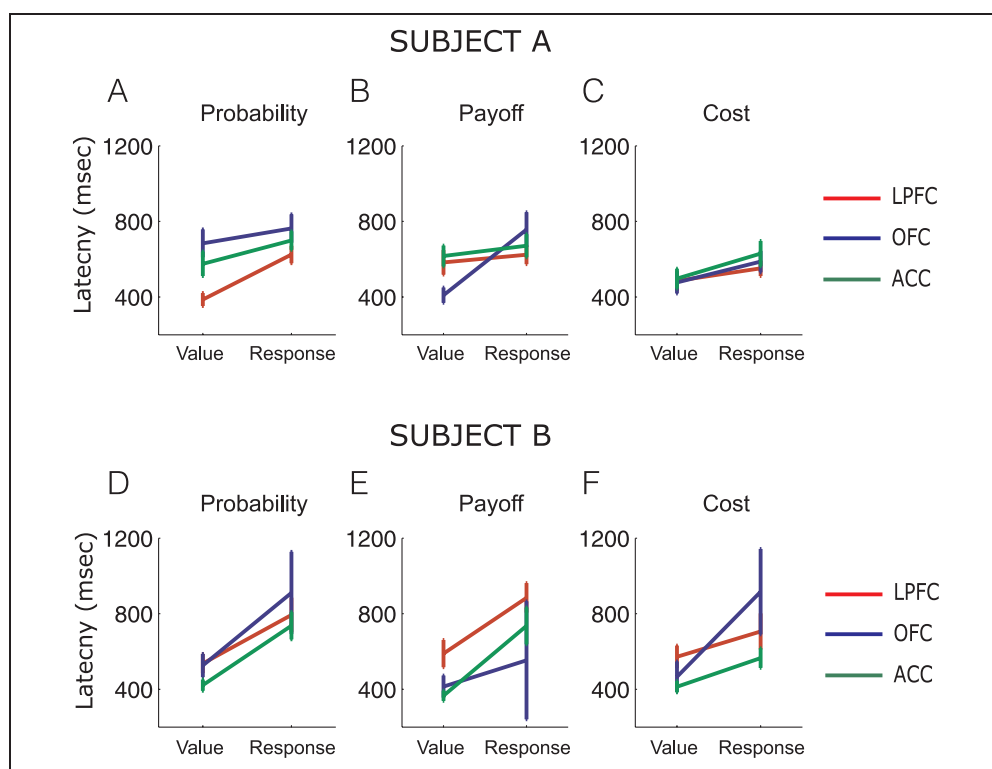 SUBJECT A
A
Probability
B
Payoff
C
Cost
Latecny (msec)
1200
800
400
Value Response
1200
800
400
Value Response
1200
800
400
Value Response
LPFC
OFC
ACC
SUBJECT B
D
Probability
E
Payoff
F
Cost
Latecny (msec)
1200
800
400
Value Response
1200
800
400
Value Response
1200
800
400
Value Response
LPFC
OFC
ACC